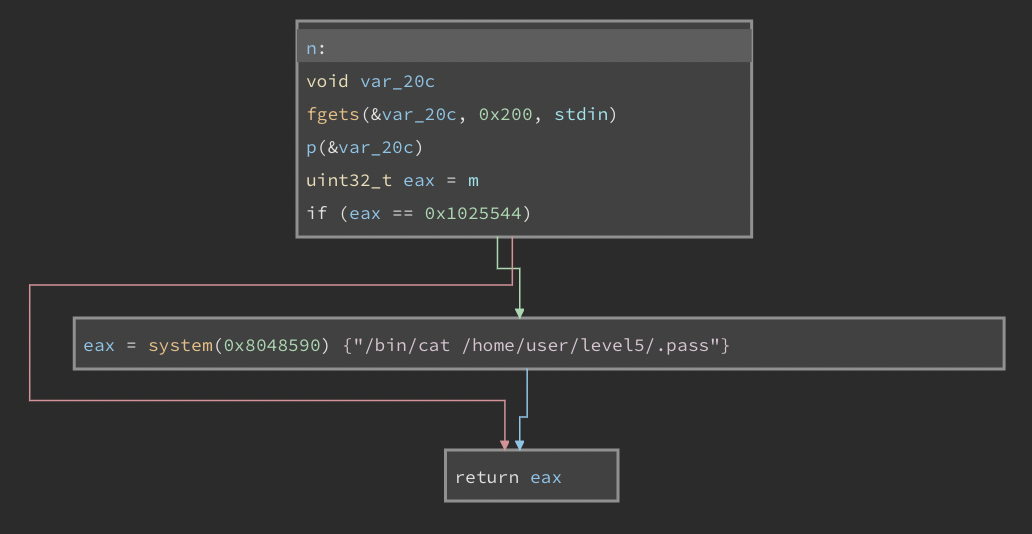 n:
void var_20c
fgets(&var_20c, 0x200, stdin)
p(&var_20c)
uint32_t eax = m
if (eax == 0x1025544)
eax = system(0x8048590) {"/bin/cat /home/user/level5/.pass"}
return eax